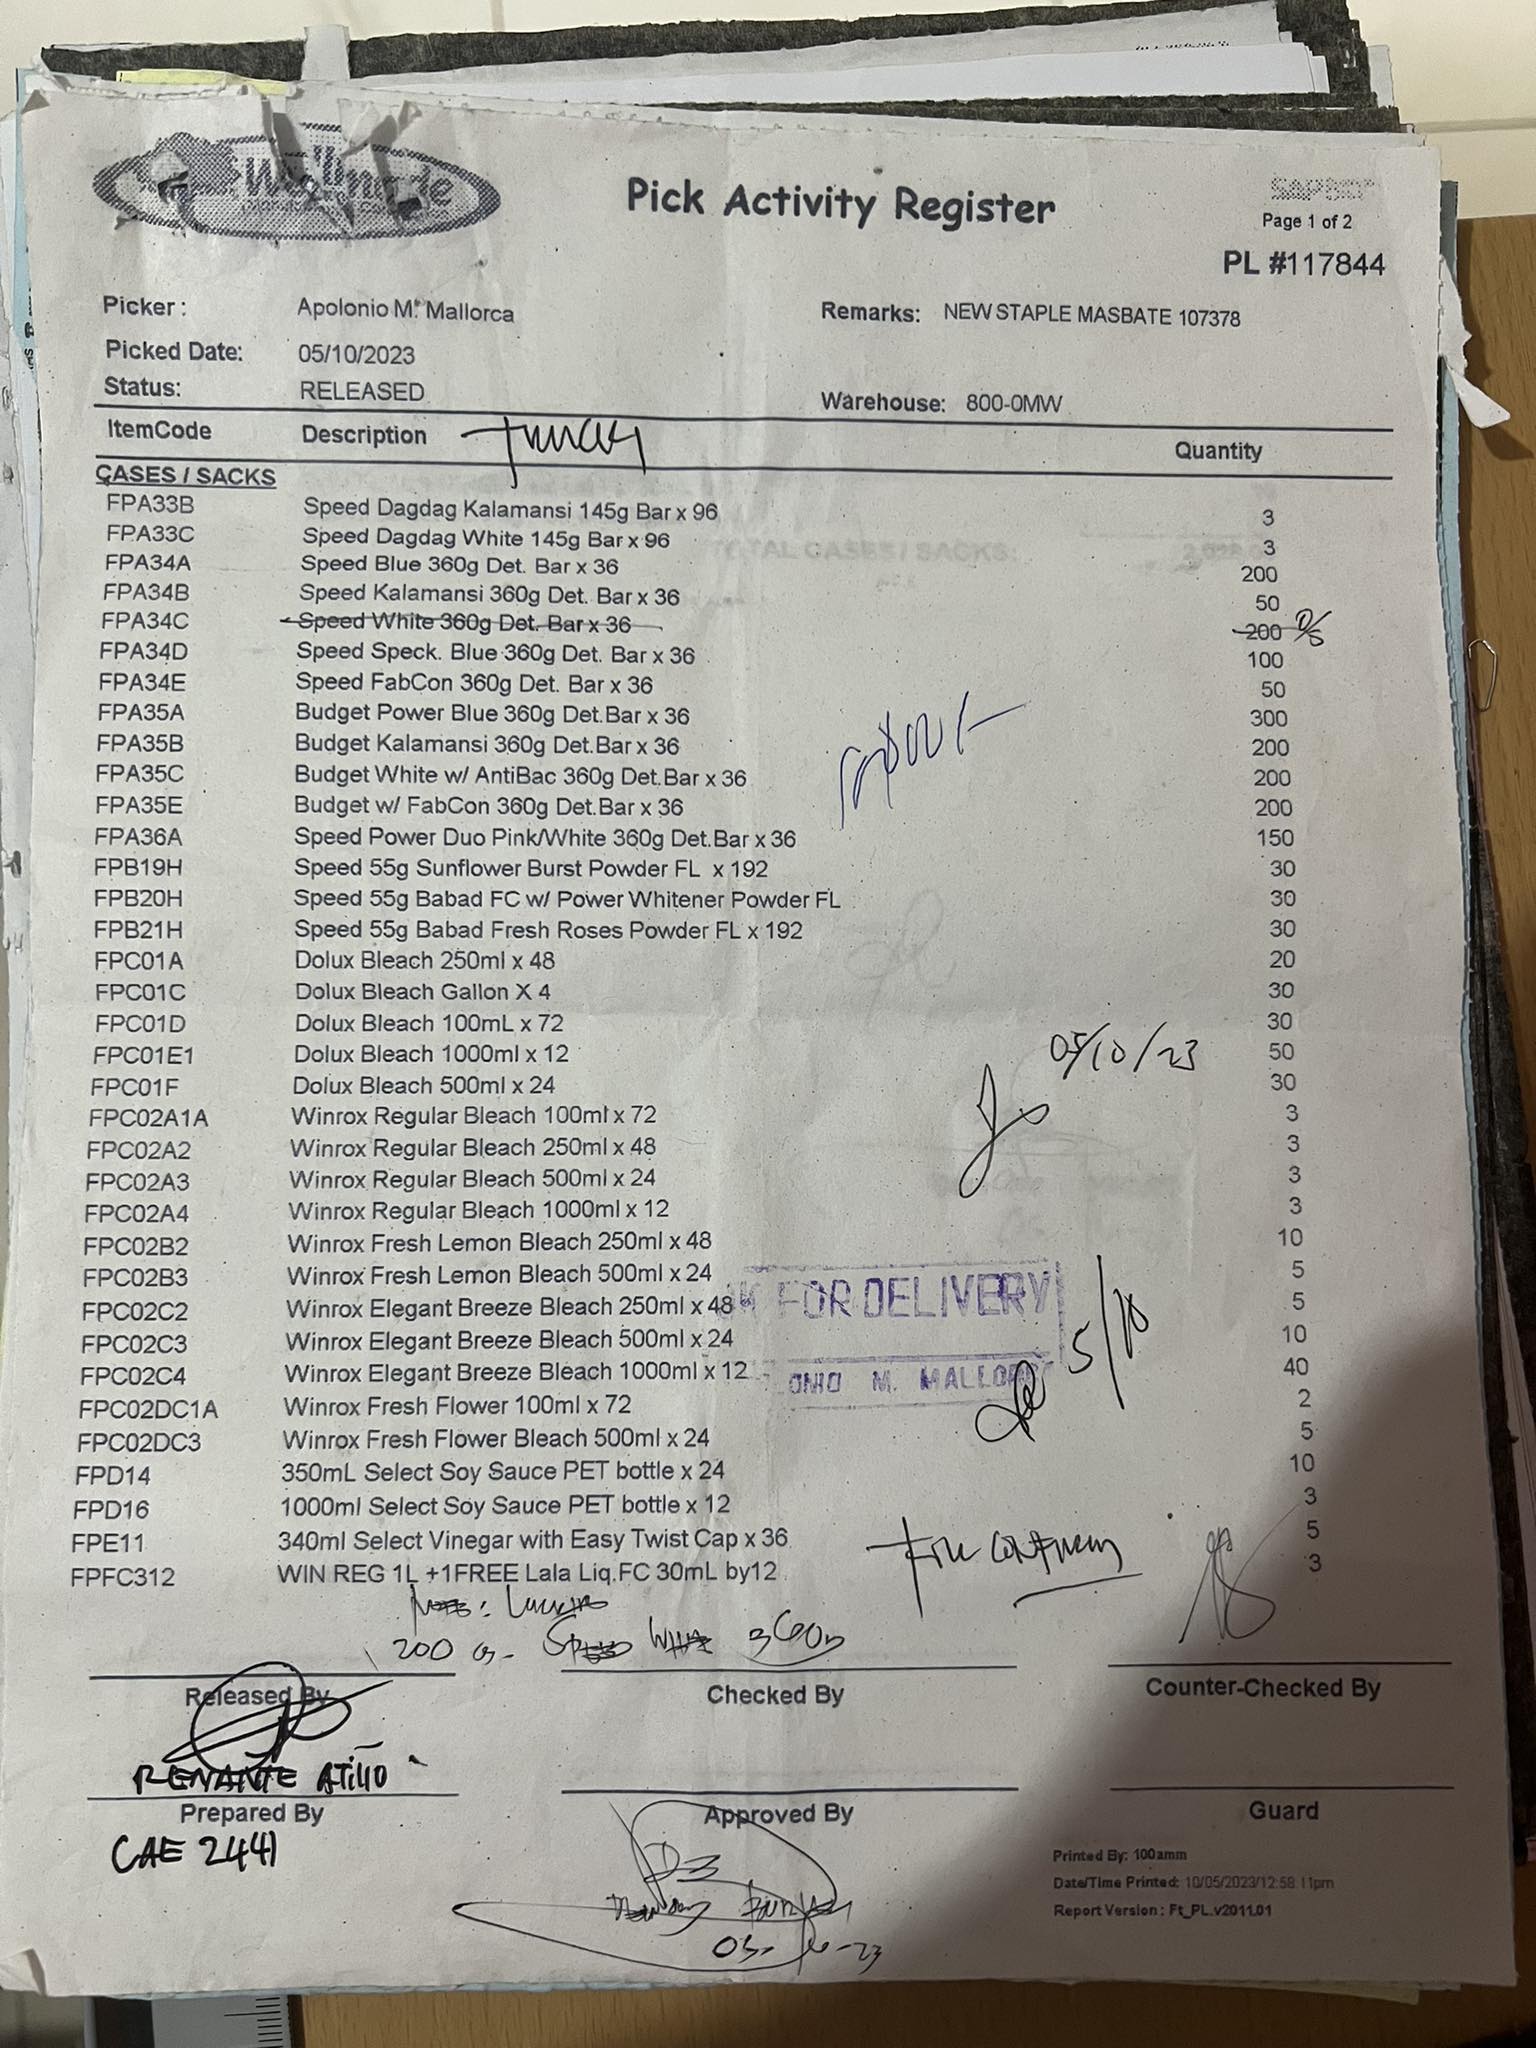 Wellmade
Pick Activity Register
Page 1 of 2
PL #117844
Picker : Apolonio M. Mallorca Remarks: NEW STAPLE MASBATE 107378
Picked Date: 05/10/2023
Status: RELEASED Warehouse: 800-0MW
ItemCode Description Quantity
CASES / SACKS
FPA33B Speed Dagdag Kalamansi 145g Bar x 96 3
FPA33C Speed Dagdag White 145g Bar x 96 3
FPA34A Speed Blue 360g Det. Bar x 36 200
FPA34B Speed Kalamansi 360g Det. Bar x 36 50
FPA34C Speed White 360g Det. Bar x 36 200 0/S
FPA34D Speed Speck. Blue 360g Det. Bar x 36 100
FPA34E Speed FabCon 360g Det. Bar x 36 50
FPA35A Budget Power Blue 360g Det.Bar x 36 300
FPA35B Budget Kalamansi 360g Det.Bar x 36 200
FPA35C Budget White w/ AntiBac 360g Det.Bar x 36 200
FPA35E Budget w/ FabCon 360g Det.Bar x 36 200
FPA36A Speed Power Duo Pink/White 360g Det.Bar x 36 150
FPB19H Speed 55g Sunflower Burst Powder FL x 192 30
FPB20H Speed 55g Babad FC w/ Power Whitener Powder FL 30
FPB21H Speed 55g Babad Fresh Roses Powder FL x 192 30
FPC01A Dolux Bleach 250ml x 48 20
FPC01C Dolux Bleach Gallon X 4 30
FPC01D Dolux Bleach 100mL x 72 30
FPC01E1 Dolux Bleach 1000ml x 12 50
FPC01F Dolux Bleach 500ml x 24 30
05/10/23
FPC02A1A Winrox Regular Bleach 100ml x 72 3
FPC02A2 Winrox Regular Bleach 250ml x 48 3
FPC02A3 Winrox Regular Bleach 500ml x 24 3
FPC02A4 Winrox Regular Bleach 1000ml x 12 3
FPC02B2 Winrox Fresh Lemon Bleach 250ml x 48 10
FPC02B3 Winrox Fresh Lemon Bleach 500ml x 24 5
FPC02C2 Winrox Elegant Breeze Bleach 250ml x 48 5
FOR DELIVERY
FPC02C3 Winrox Elegant Breeze Bleach 500ml x 24 10
5/10
FPC02C4 Winrox Elegant Breeze Bleach 1000ml x 12 40
M.
FPC02DC1A Winrox Fresh Flower 100ml x 72 2
FPC02DC3 Winrox Fresh Flower Bleach 500ml x 24 5
FPD14 350mL Select Soy Sauce PET bottle x 24 10
FPD16 1000ml Select Soy Sauce PET bottle x 12 3
FPE11 340ml Select Vinegar with Easy Twist Cap x 36 5
FPFC312 WIN REG 1L +1FREE Lala Liq.FC 30mL by12 3
200 cs- Speed White 360g
Released By Checked By Counter-Checked By
RENANTE ATillo
Prepared By Approved By Guard
CAE 2441
Printed By: 100amm
Date/Time Printed: 10/05/2023/12:58:11pm
Report Version : Ft_PL.v2011.01